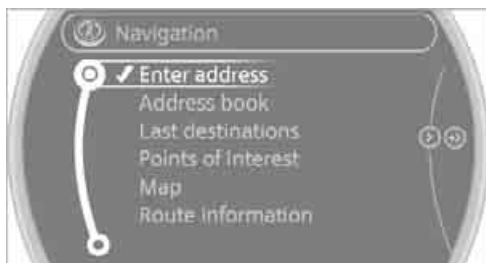 Navigation
Enter address
Address book
Last destinations
Points of Interest
Map
Route information